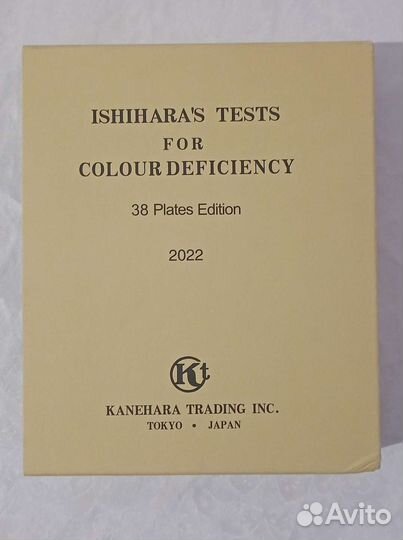 ISHIHARA'S TESTS
FOR
COLOUR DEFICIENCY
38 Plates Edition
2022
Kt
KANEHARA TRADING INC.
TOKYO • JAPAN
Avito